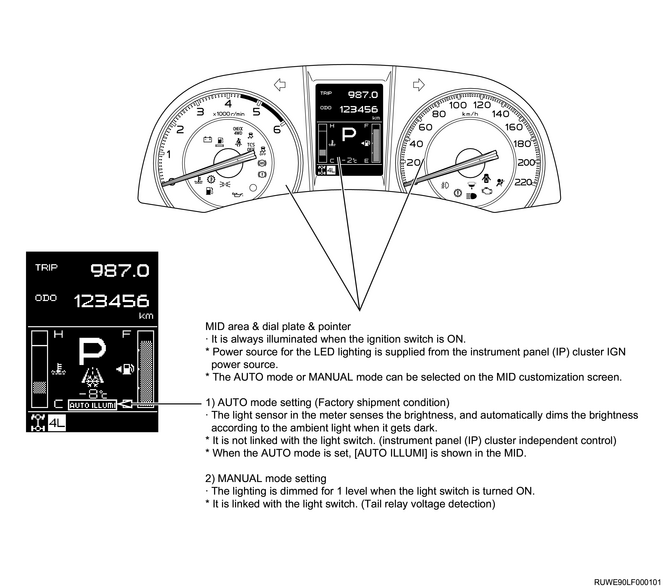 4
5
6
3
2
1
x1000 r/min
CHECK
4WD
TCS
TRIP 987.0
ODO 123456
km
H F
P
C -2°c E
4L
100 120
80 140
60 160
40 180
20 200
220
km/h
TRIP 987.0
ODO 123456
km
H F
P
-8°c
C AUTO ILLUMI
4L
MID area & dial plate & pointer
· It is always illuminated when the ignition switch is ON.
* Power source for the LED lighting is supplied from the instrument panel (IP) cluster IGN
power source.
* The AUTO mode or MANUAL mode can be selected on the MID customization screen.
1) AUTO mode setting (Factory shipment condition)
· The light sensor in the meter senses the brightness, and automatically dims the brightness
according to the ambient light when it gets dark.
* It is not linked with the light switch. (instrument panel (IP) cluster independent control)
* When the AUTO mode is set, [AUTO ILLUMI] is shown in the MID.
2) MANUAL mode setting
· The lighting is dimmed for 1 level when the light switch is turned ON.
* It is linked with the light switch. (Tail relay voltage detection)
RUWE90LF000101